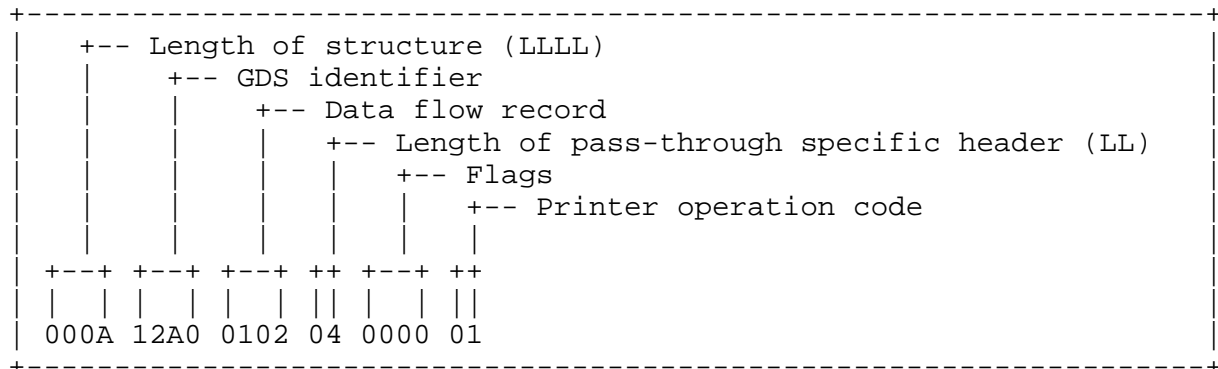 +------------------------------------------------------------------+
|    +-- Length of structure (LLLL)                                |
|    |    +-- GDS identifier                                       |
|    |    |    +-- Data flow record                                |
|    |    |    |   +-- Length of pass-through specific header (LL) |
|    |    |    |   |   +-- Flags                                   |
|    |    |    |   |   |   +-- Printer operation code              |
|    |    |    |   |   |   |                                       |
|  +--+ +--+ +--+ ++ +--+ ++                                       |
|  |  | |  | |  | || |  | ||                                       |
|  000A 12A0 0102 04 0000 01                                       |
+------------------------------------------------------------------+